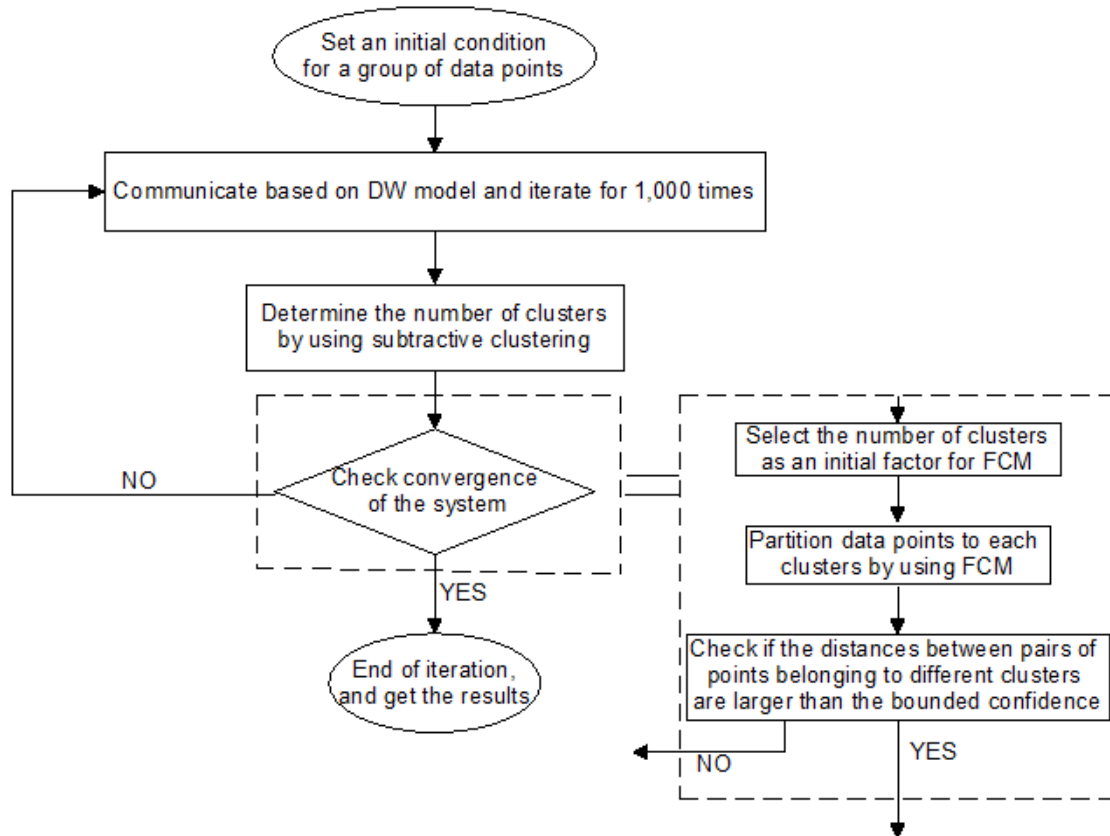 Set an initial condition
for a group of data points
Communicate based on DW model and iterate for 1,000 times
Determine the number of clusters
by using subtractive clustering
NO
Check convergence
of the system
YES
End of iteration,
and get the results
Select the number of clusters
as an initial factor for FCM
Partition data points to each
clusters by using FCM
Check if the distances between pairs of
points belonging to different clusters
are larger than the bounded confidence
NO
YES